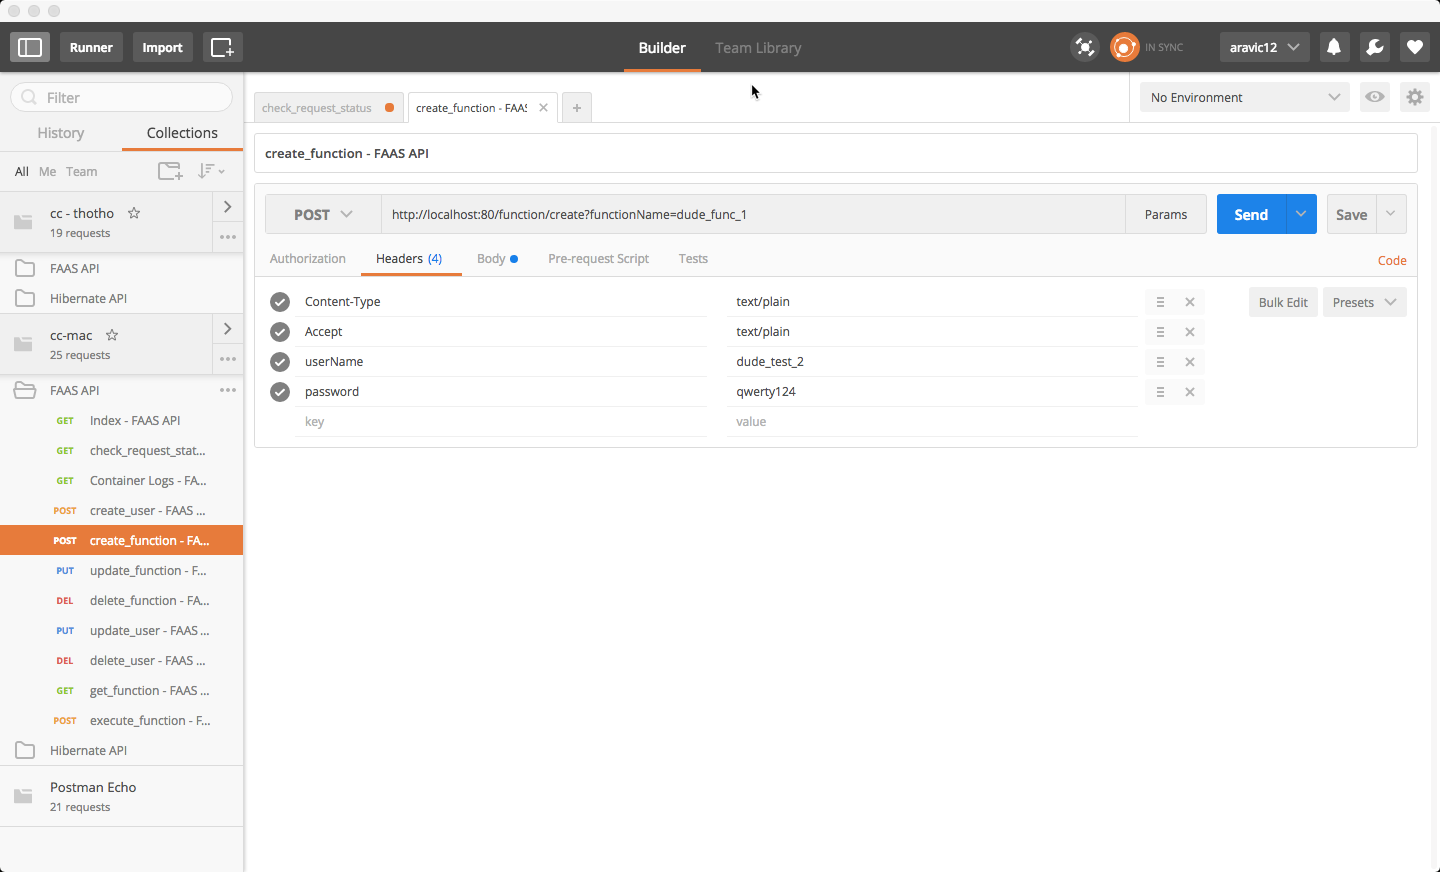 Runner
Import
Builder
Team Library
IN SYNC
aravic12
Filter
History
Collections
All
Me
Team
cc - thotho
19 requests
FAAS API
Hibernate API
cc-mac
25 requests
FAAS API
GET Index - FAAS API
GET check_request_stat...
GET Container Logs - FA...
POST create_user - FAAS ...
POST create_function - FA...
PUT update_function - F...
DEL delete_function - FA...
PUT update_user - FAAS ...
DEL delete_user - FAAS ...
GET get_function - FAAS ...
POST execute_function - F...
Hibernate API
Postman Echo
21 requests
check_request_status
create_function - FAAS
No Environment
create_function - FAAS API
POST
http://localhost:80/function/create?functionName=dude_func_1
Params
Send
Save
Authorization
Headers (4)
Body
Pre-request Script
Tests
Code
Content-Type text/plain
Bulk Edit
Presets
Accept text/plain
userName dude_test_2
password qwerty124
key value